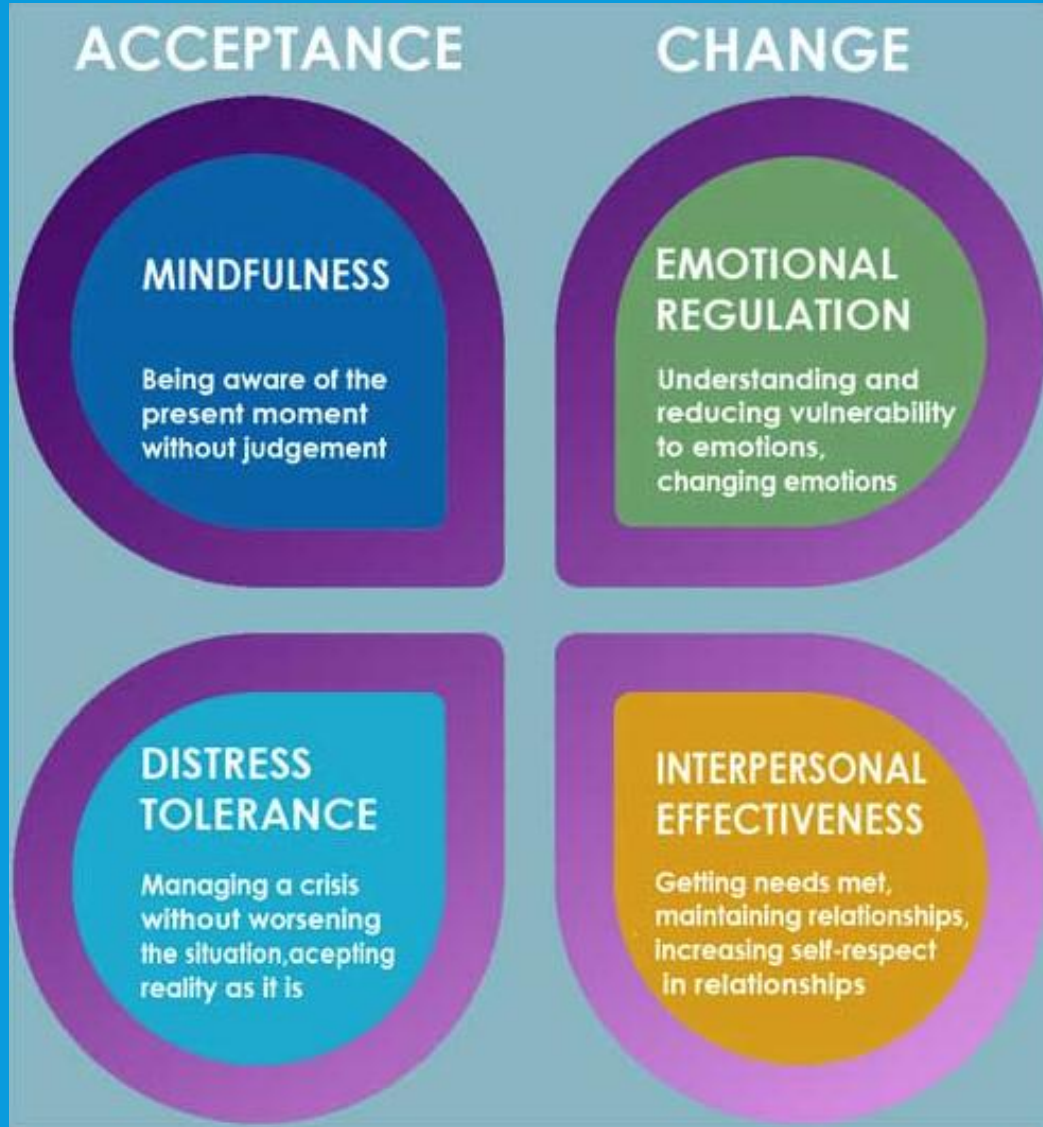 ACCEPTANCE
CHANGE
MINDFULNESS
Being aware of the
present moment
without judgement
EMOTIONAL
REGULATION
Understanding and
reducing vulnerability
to emotions,
changing emotions
DISTRESS
TOLERANCE
Managing a crisis
without worsening
the situation,acepting
reality as it is
INTERPERSONAL
EFFECTIVENESS
Getting needs met,
maintaining relationships,
increasing self-respect
in relationships